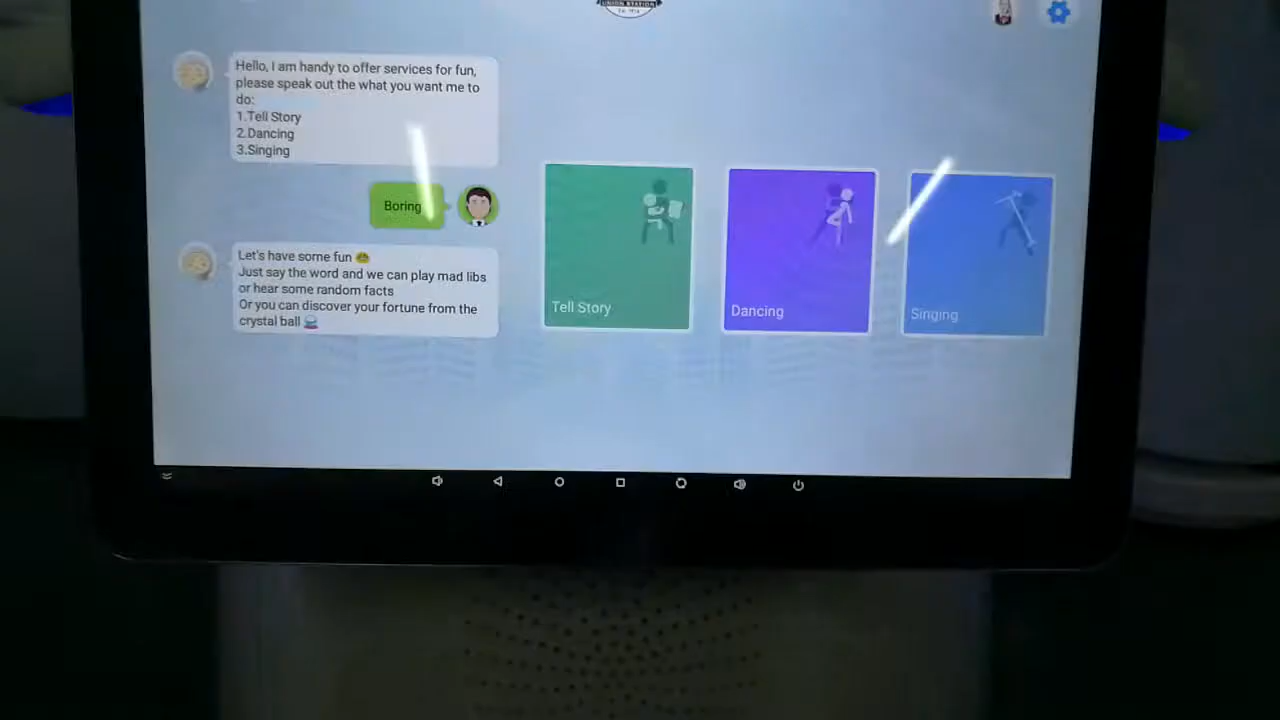 UNION STATION
Hello, I am handy to offer services for fun,
please speak out the what you want me to
do:
1.Tell Story
2.Dancing
3.Singing
Boring
Let's have some fun
Just say the word and we can play mad libs
or hear some random facts
Or you can discover your fortune from the
crystal ball
Tell Story
Dancing
Singing